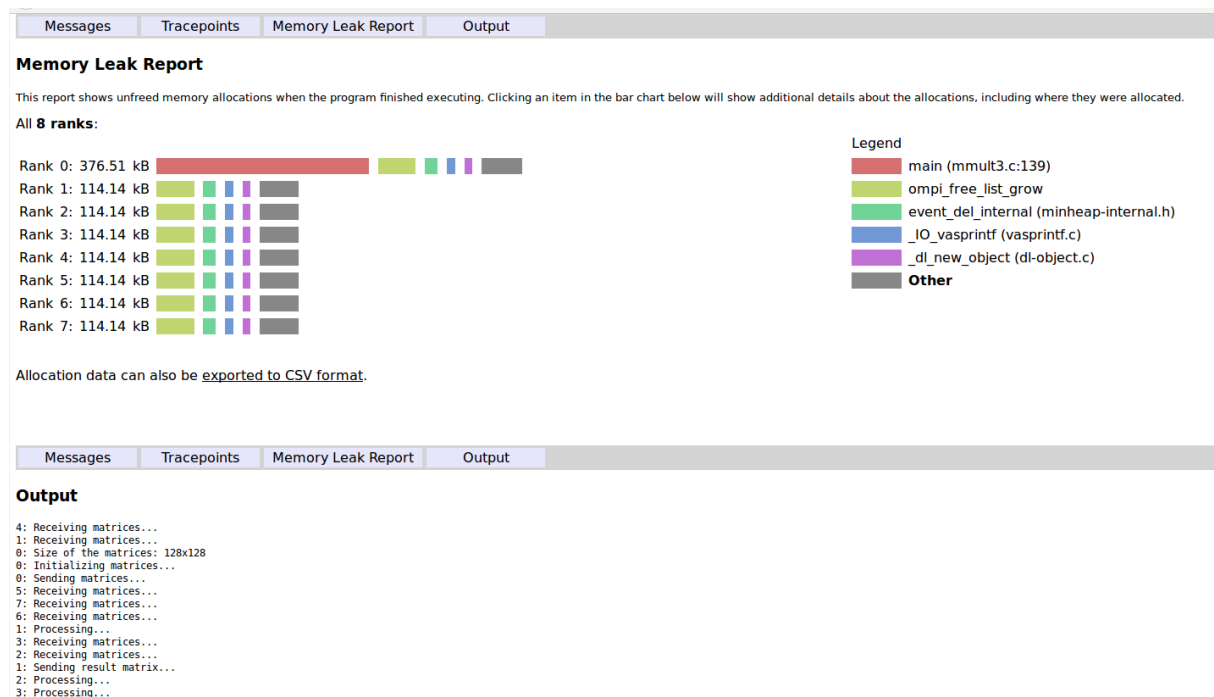 Messages Tracepoints Memory Leak Report Output
Memory Leak Report
This report shows unfreed memory allocations when the program finished executing. Clicking an item in the bar chart below will show additional details about the allocations, including where they were allocated.
All 8 ranks:
Legend
Rank 0: 376.51 kB main (mmult3.c:139)
Rank 1: 114.14 kB ompi_free_list_grow
Rank 2: 114.14 kB event_del_internal (minheap-internal.h)
Rank 3: 114.14 kB _IO_vasprintf (vasprintf.c)
Rank 4: 114.14 kB _dl_new_object (dl-object.c)
Rank 5: 114.14 kB Other
Rank 6: 114.14 kB
Rank 7: 114.14 kB
Allocation data can also be exported to CSV format.
Messages Tracepoints Memory Leak Report Output
Output
4: Receiving matrices...
1: Receiving matrices...
0: Size of the matrices: 128x128
0: Initializing matrices...
0: Sending matrices...
5: Receiving matrices...
7: Receiving matrices...
6: Receiving matrices...
1: Processing...
3: Receiving matrices...
2: Receiving matrices...
1: Sending result matrix...
2: Processing...
3: Processing...